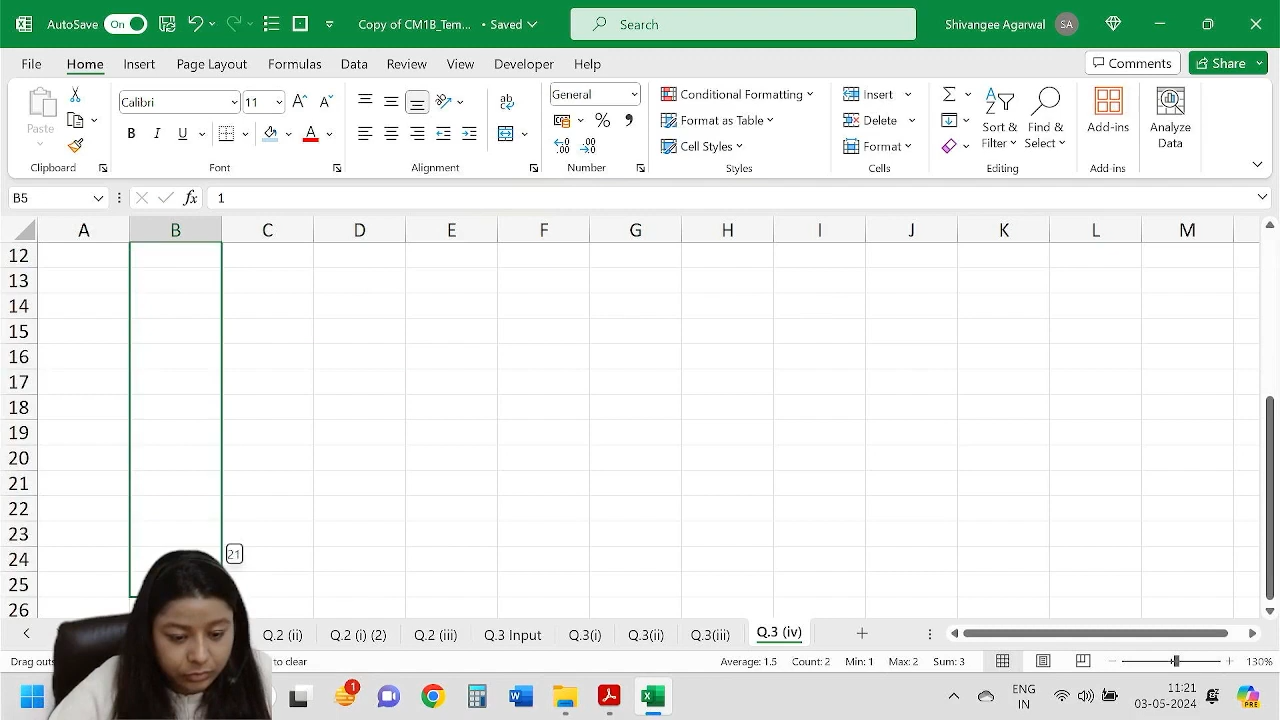 AutoSave On Copy of CM1B_Tem... • Saved Search Shivangee Agarwal SA
File Home Insert Page Layout Formulas Data Review View Developer Help Comments Share
Paste
Calibri 11
B I U
ab
General
% 9
Conditional Formatting
Format as Table
Cell Styles
Insert
Delete
Format
Sort & Filter
Find & Select
Add-ins
Analyze Data
Clipboard Font Alignment Number Styles Cells Editing Add-ins
B5 fx 1
A B C D E F G H I J K L M
12
13
14
15
16
17
18
19
20
21
22
23
24 21
25
26
Q.2 (ii) Q.2 (i) (2) Q.2 (iii) Q.3 Input Q.3(i) Q.3(ii) Q.3(iii) Q.3 (iv)
Drag to clear Average: 1.5 Count: 2 Min: 1 Max: 2 Sum: 3 130%
1
ENG IN
11:21
03-05-2024
PRE